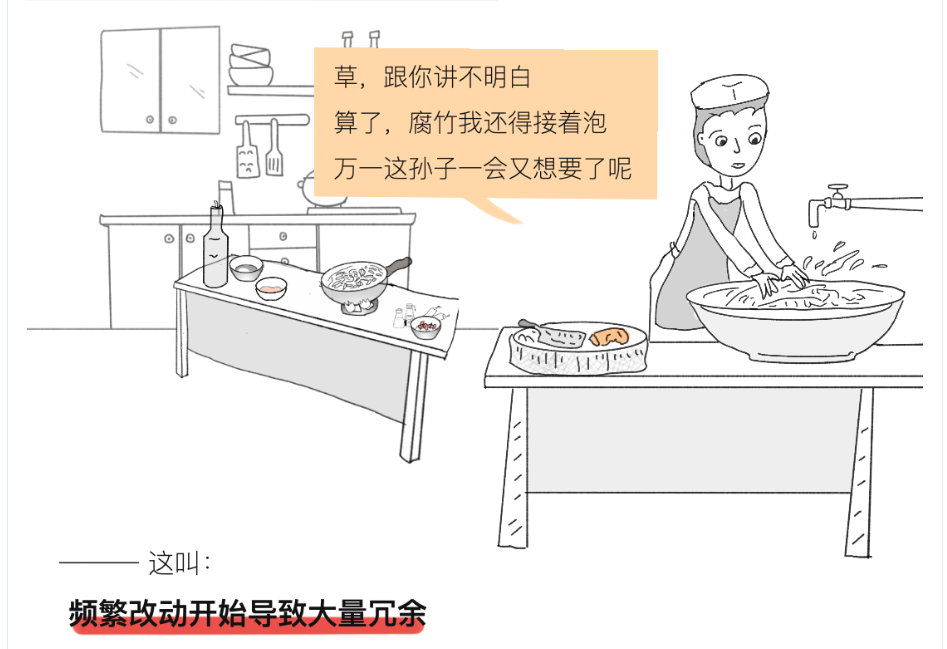 草，跟你讲不明白
算了，腐竹我还得接着泡
万一这孙子一会又想要了呢
—— 这叫：
频繁改动开始导致大量冗余